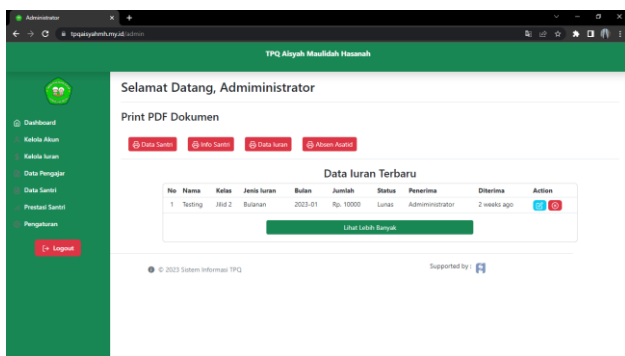 Administrator
tpqaisyahmh.my.id/admin
TPQ Aisyah Maulidah Hasanah
Selamat Datang, Admiministrator
Print PDF Dokumen
Data Santri
Info Santri
Data Iuran
Absen Asatid
Dashboard
Kelola Akun
Kelola Iuran
Data Pengajar
Data Santri
Prestasi Santri
Pengaturan
Logout
Data Iuran Terbaru
No Nama Kelas Jenis Iuran Bulan Jumlah Status Penerima Diterima Action
1 Testing Jilid 2 Bulanan 2023-01 Rp. 10000 Lunas Admiministrator 2 weeks ago
Lihat Lebih Banyak
© 2023 Sistem Informasi TPQ
Supported by :